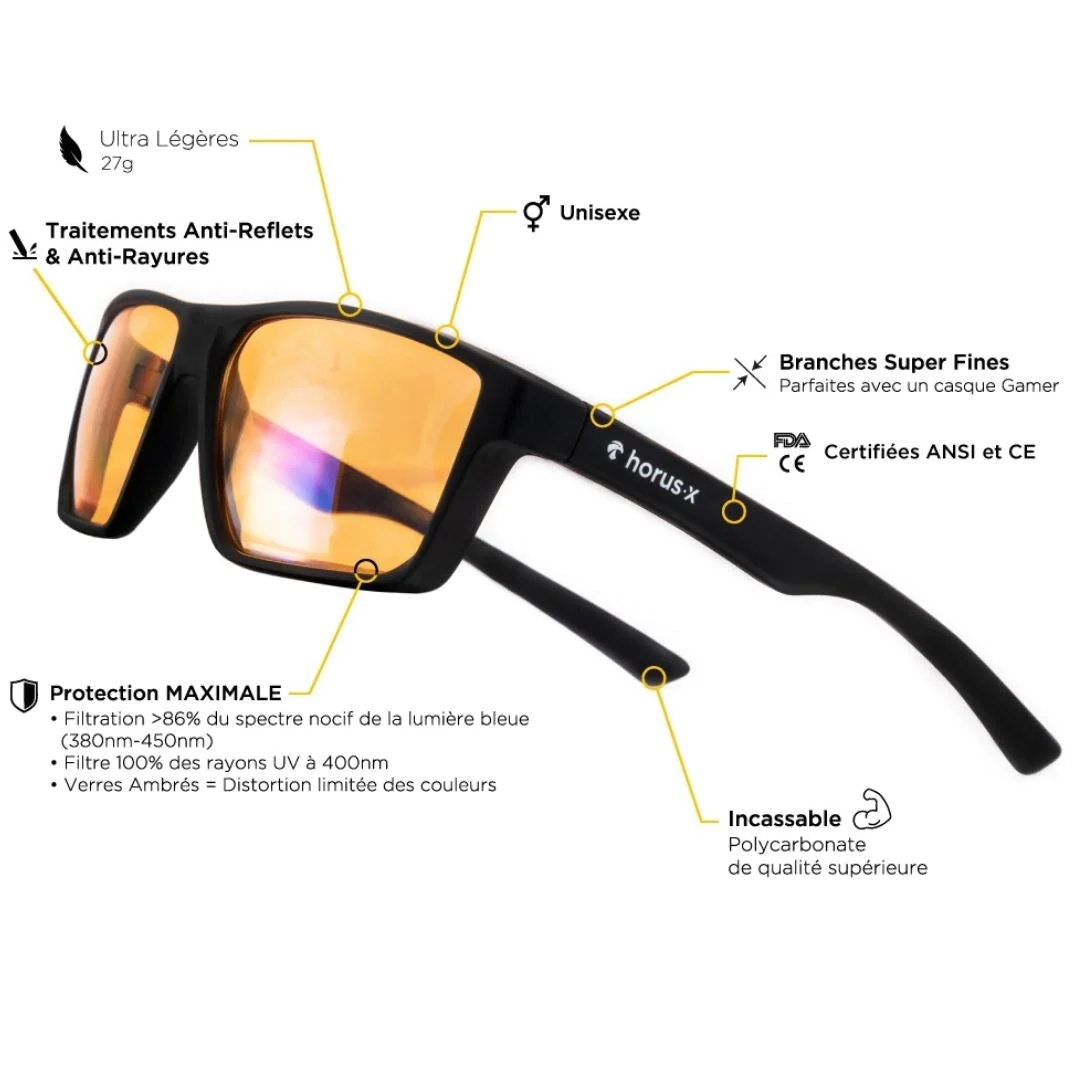 Ultra Légères
27g
Unisexe
Traitements Anti-Reflets
& Anti-Rayures
Branches Super Fines
Parfaites avec un casque Gamer
FDA
CE
Certifiées ANSI et CE
horus·x
Protection MAXIMALE
• Filtration >86% du spectre nocif de la lumière bleue
(380nm-450nm)
• Filtre 100% des rayons UV à 400nm
• Verres Ambrés = Distortion limitée des couleurs
Incassable
Polycarbonate
de qualité supérieure